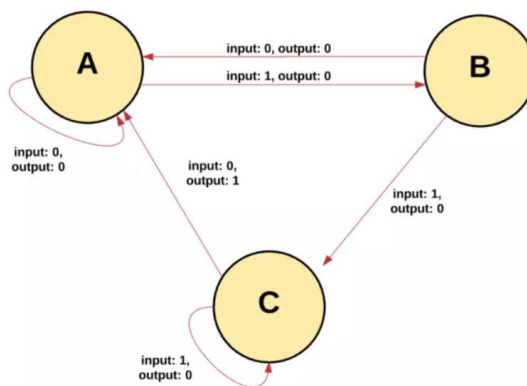 A
input: 0, output: 0
B
input: 1, output: 0
input: 0,
output: 0
input: 0,
output: 1
input: 1,
output: 0
C
input: 1,
output: 0